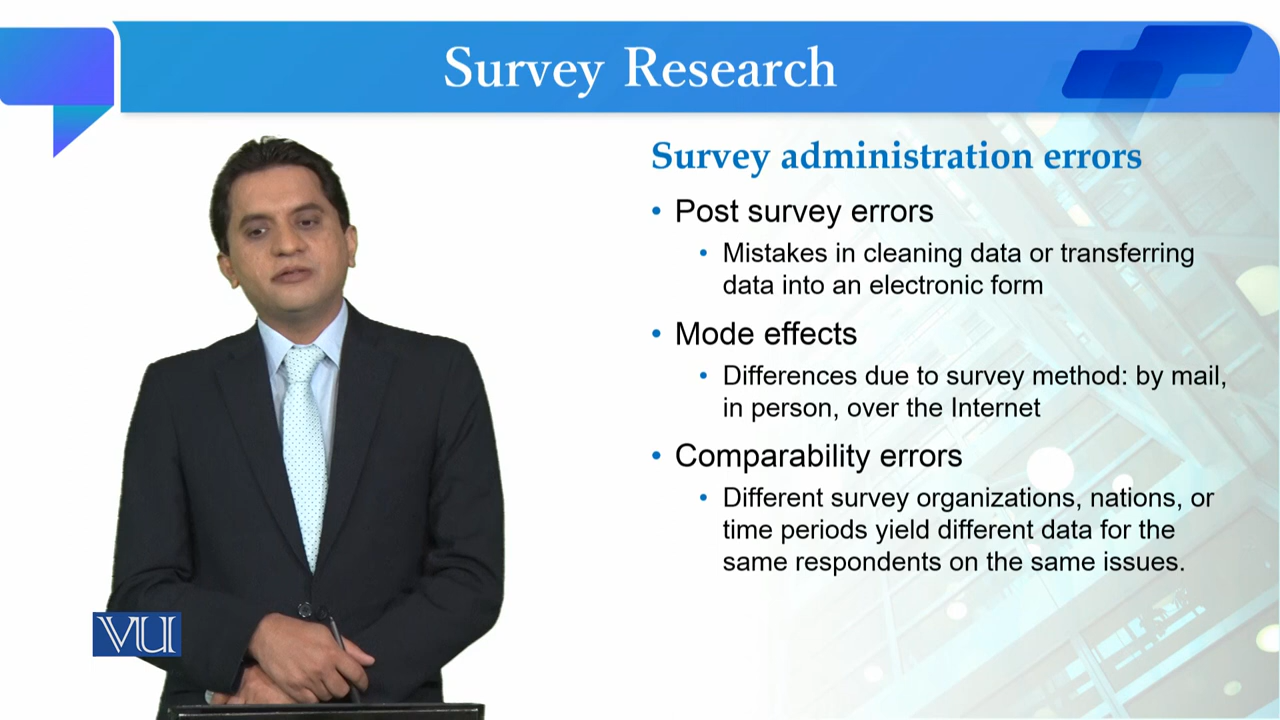 Survey Research
Survey administration errors
• Post survey errors
• Mistakes in cleaning data or transferring
data into an electronic form
• Mode effects
• Differences due to survey method: by mail,
in person, over the Internet
• Comparability errors
• Different survey organizations, nations, or
time periods yield different data for the
same respondents on the same issues.
VU